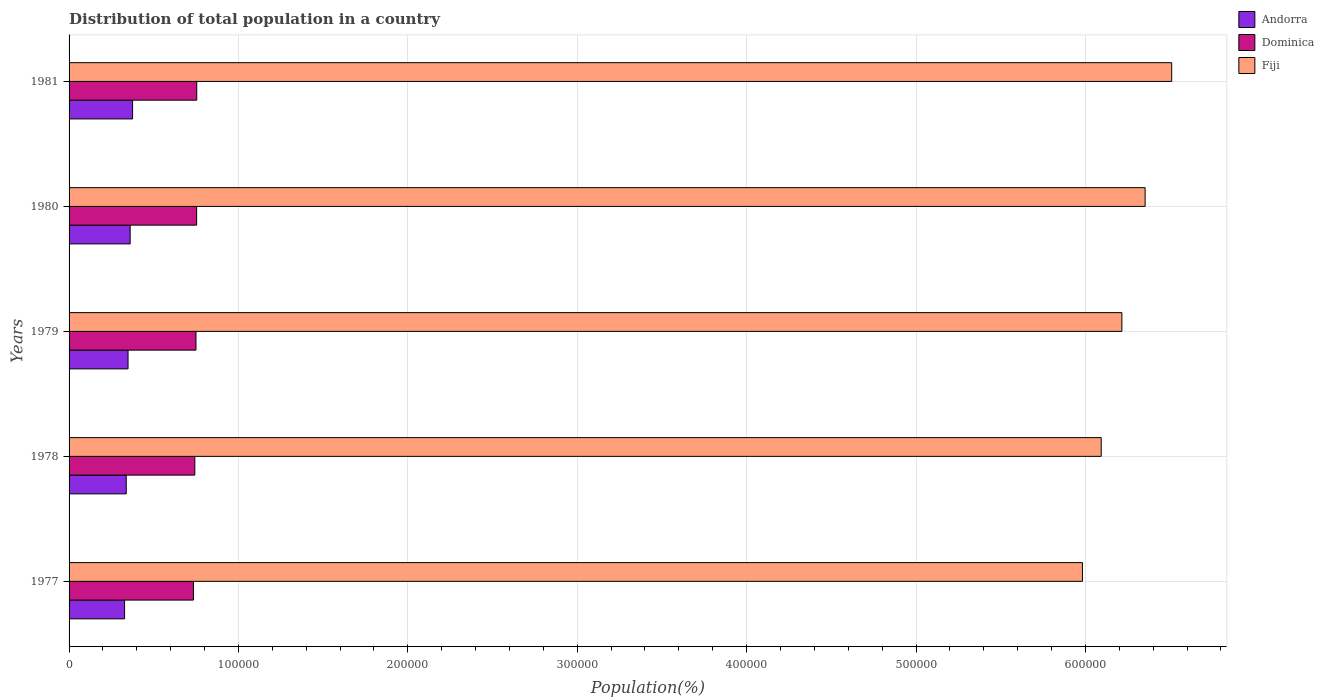 Distribution of total population in a country
Andorra
Dominica
Fiji
1981
1980
1979
1978
1977
Years
0
100000
200000
300000
400000
500000
600000
Population(%)